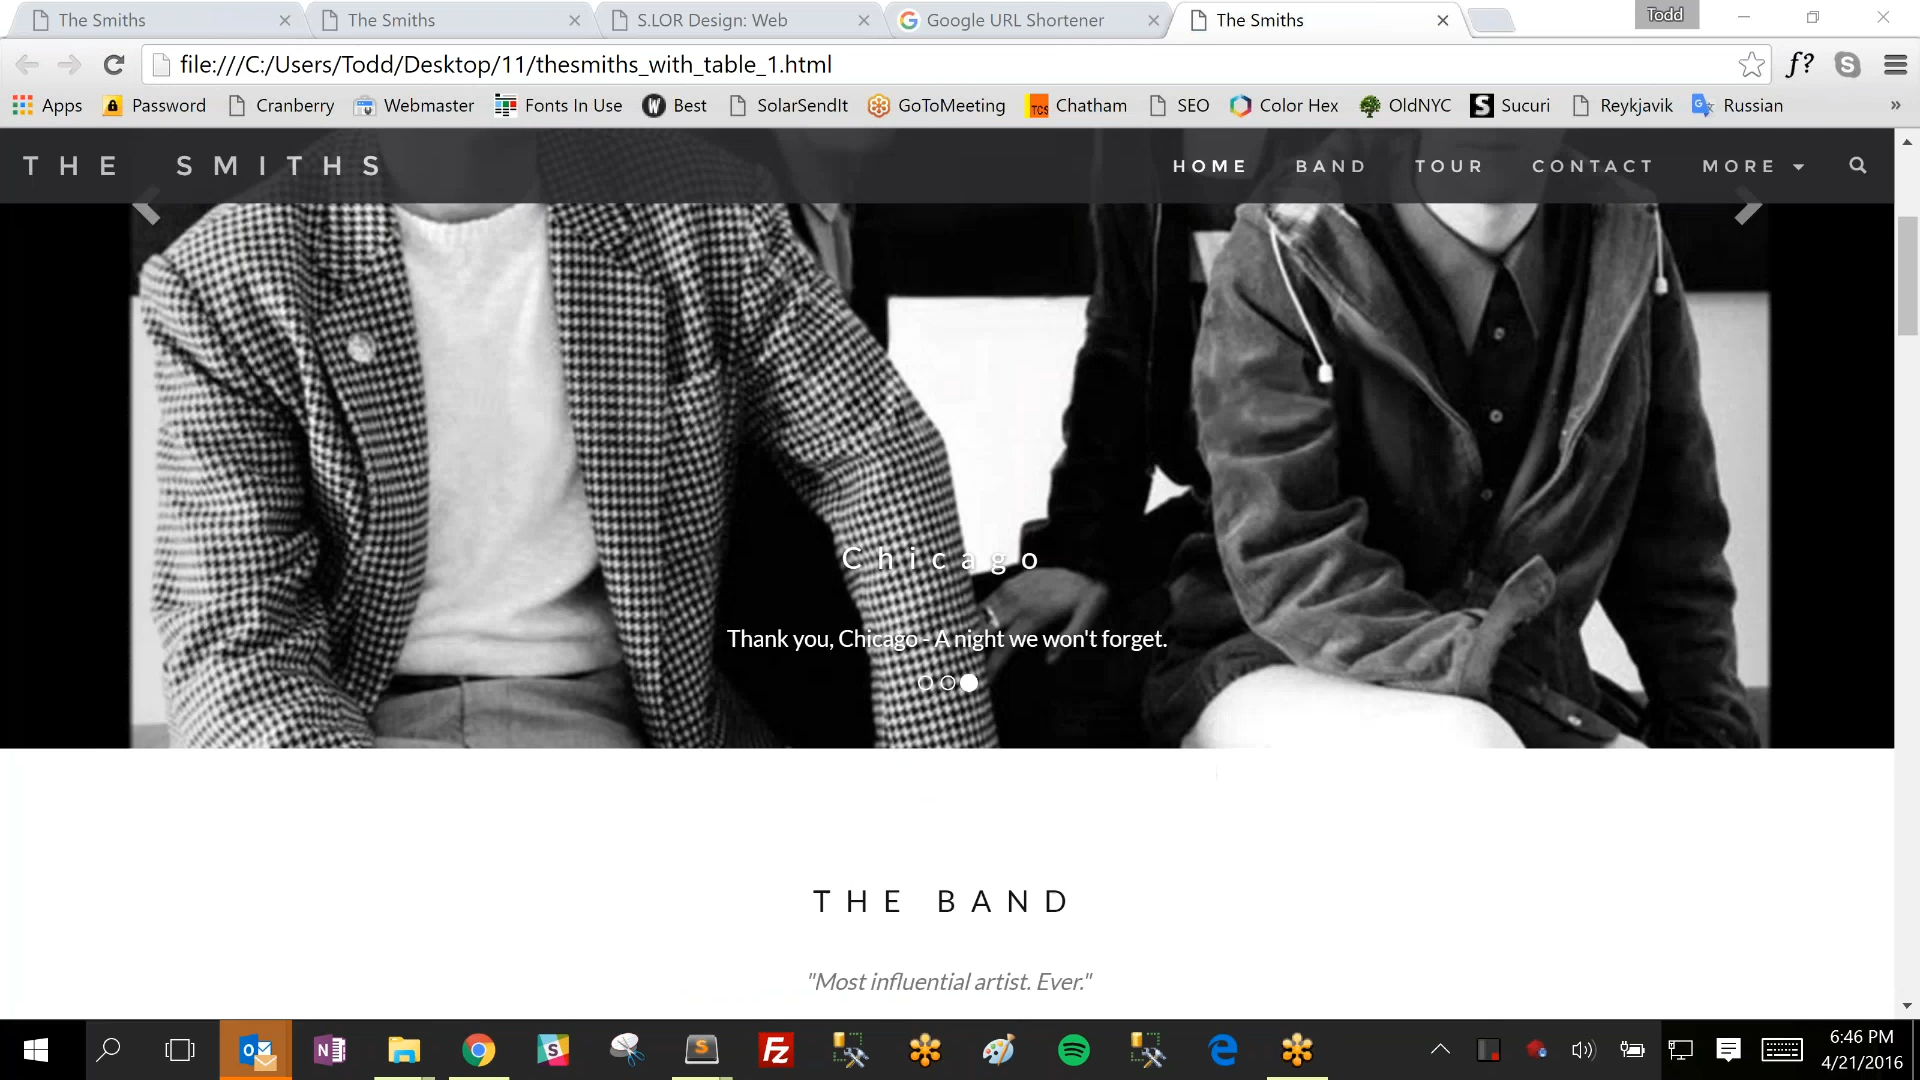 The Smiths
The Smiths
S.LOR Design: Web
Google URL Shortener
The Smiths
Todd
file:///C:/Users/Todd/Desktop/11/thesmiths_with_table_1.html
f?
Apps Password Cranberry Webmaster Fonts In Use Best SolarSendIt GoToMeeting Chatham SEO Color Hex OldNYC Sucuri Reykjavik Russian »
THE SMITHS
HOME BAND TOUR CONTACT MORE
Chicago
Thank you, Chicago - A night we won't forget.
THE BAND
"Most influential artist. Ever."
6:46 PM
4/21/2016